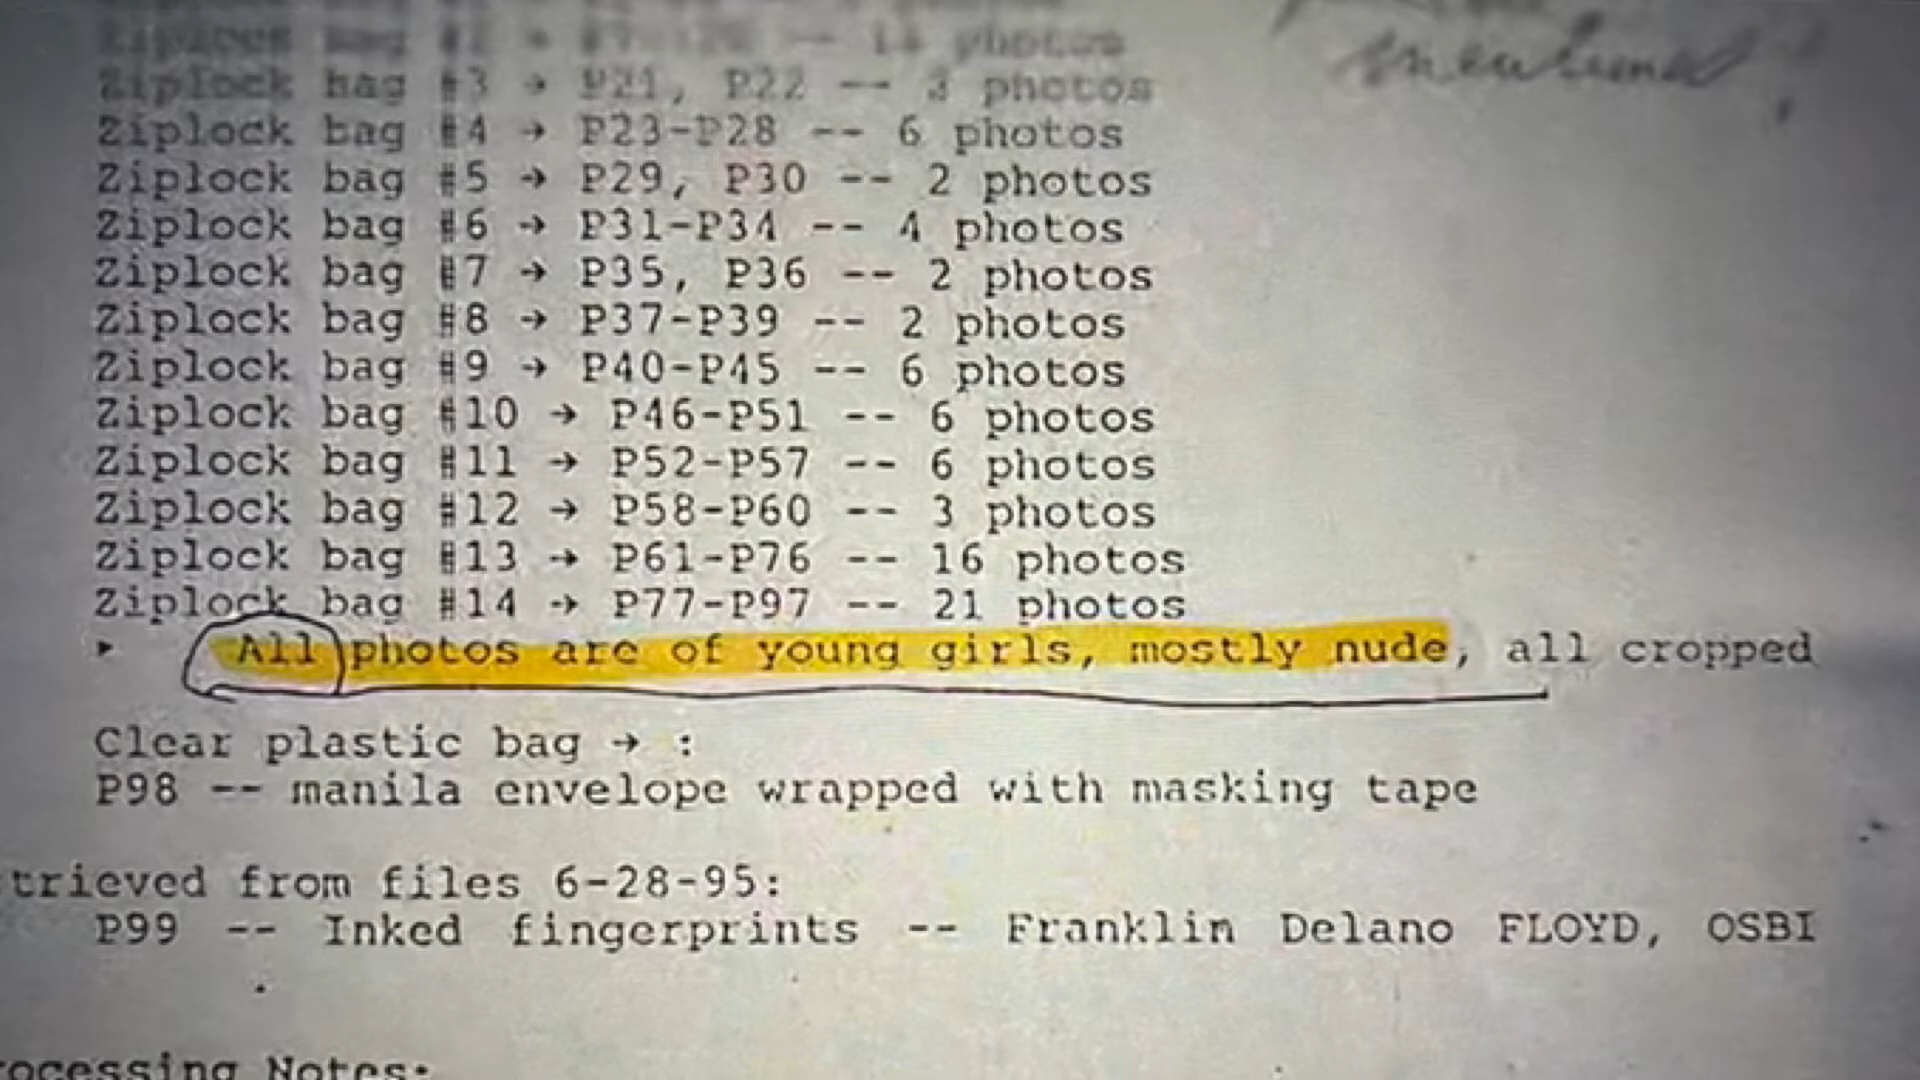 Ziplock bag #3 → P21, P22 -- photos
Ziplock bag #4 → P23-P28 -- 6 photos
Ziplock bag #5 → P29, P30 -- 2 photos
Ziplock bag #6 → P31-P34 -- 4 photos
Ziplock bag #7 → P35, P36 -- 2 photos
Ziplock bag #8 → P37-P39 -- 2 photos
Ziplock bag #9 → P40-P45 -- 6 photos
Ziplock bag #10 → P46-P51 -- 6 photos
Ziplock bag #11 → P52-P57 -- 6 photos
Ziplock bag #12 → P58-P60 -- 3 photos
Ziplock bag #13 → P61-P76 -- 16 photos
Ziplock bag #14 → P77-P97 -- 21 photos
▸ All photos are of young girls, mostly nude, all cropped
Clear plastic bag → :
P98 -- manila envelope wrapped with masking tape
trieved from files 6-28-95:
P99 -- Inked fingerprints -- Franklin Delano FLOYD, OSBI
ocessing Notes: